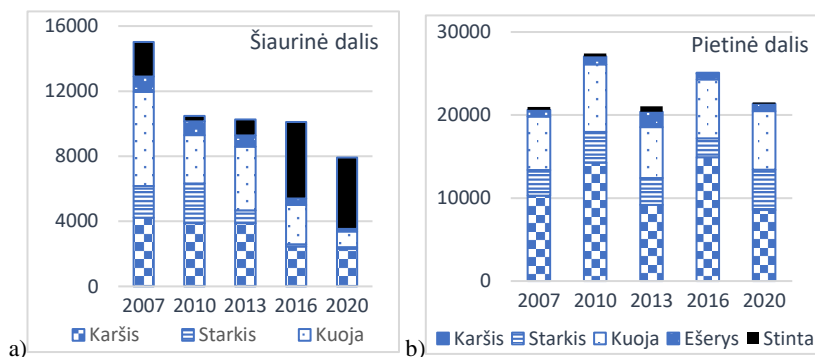 16000
12000
8000
4000
0
Šiaurinė dalis
2007 2010 2013 2016 2020
Karšis Starkis Kuoja
a)
30000
20000
10000
0
Pietinė dalis
2007 2010 2013 2016 2020
Karšis Starkis Kuoja Ešerys Stinta
b)